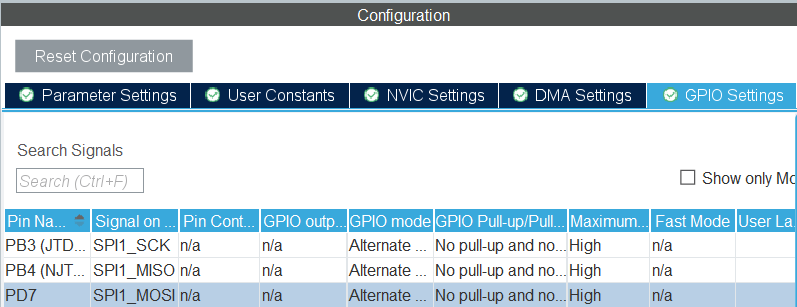 Configuration
Reset Configuration
Parameter Settings User Constants NVIC Settings DMA Settings GPIO Settings
Search Signals
Search (Ctrl+F) Show only Mo
Pin Na... Signal on ... Pin Cont... GPIO outp... GPIO mode GPIO Pull-up/Pull... Maximum... Fast Mode User La...
PB3 (JTD... SPI1_SCK n/a n/a Alternate ... No pull-up and no... High n/a
PB4 (NJT... SPI1_MISO n/a n/a Alternate ... No pull-up and no... High n/a
PD7 SPI1_MOSI n/a n/a Alternate ... No pull-up and no... High n/a